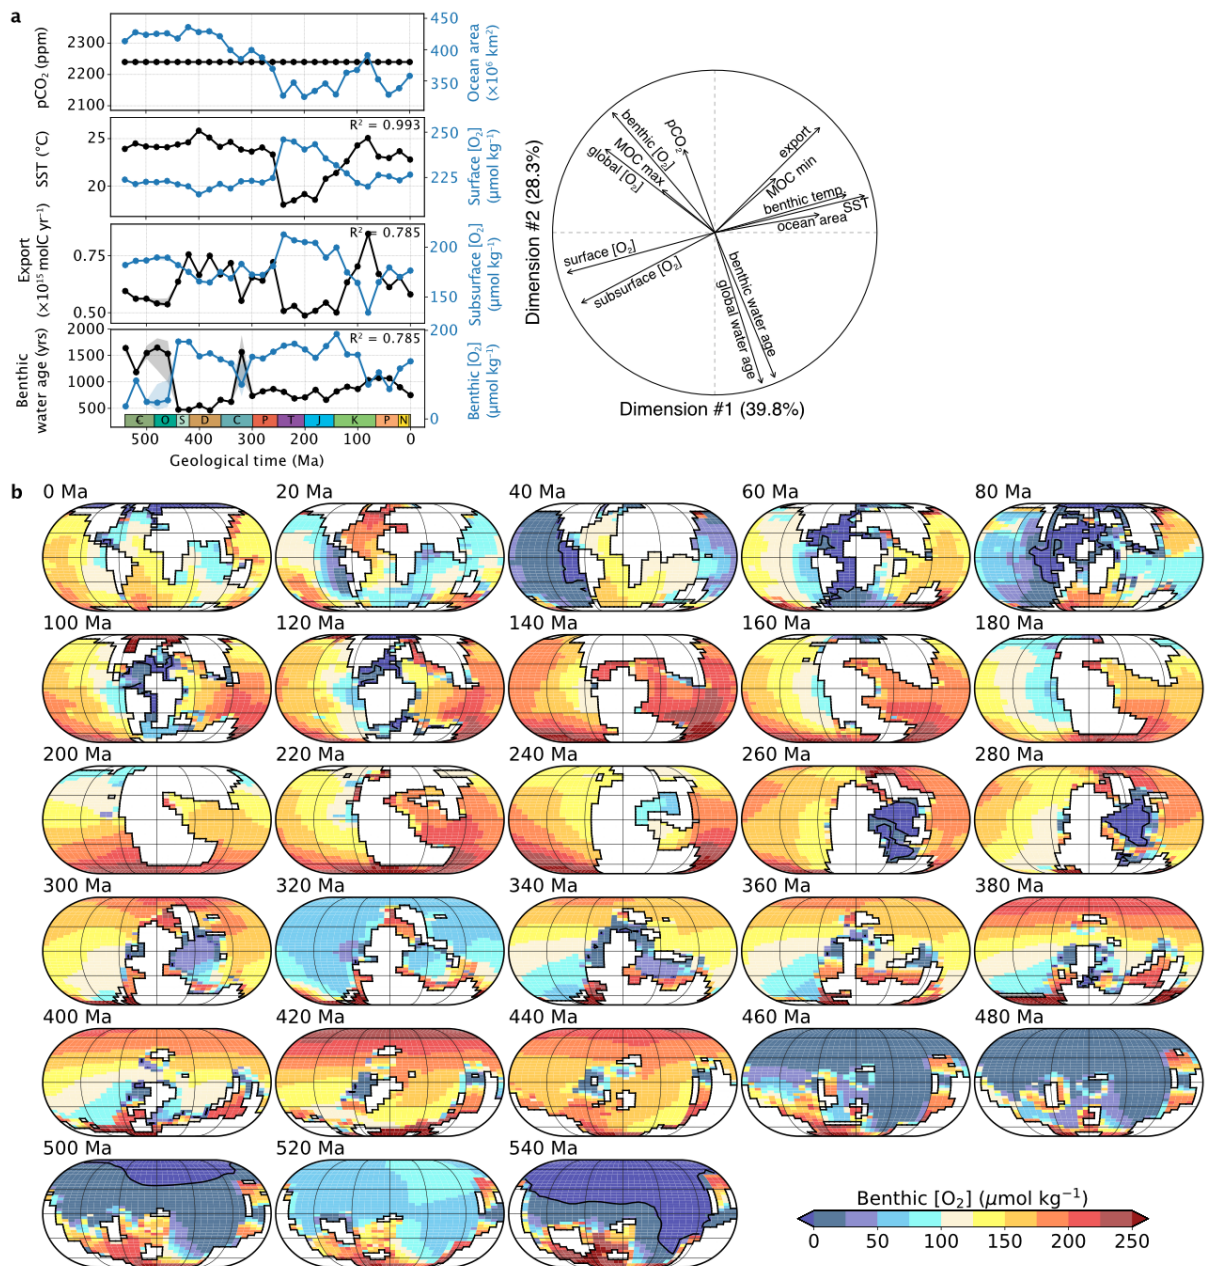 a
pCO₂ (ppm)
2300
2200
2100
450
400
350
Ocean area
(×10⁶ km²)
SST (°C)
25
20
R² = 0.993
250
225
Surface [O₂]
(μmol kg⁻¹)
Export
(×10¹⁵ molC yr⁻¹)
0.75
0.50
R² = 0.785
200
150
Subsurface [O₂]
(μmol kg⁻¹)
Benthic
water age (yrs)
2000
1500
1000
500
R² = 0.785
200
0
Benthic [O₂]
(μmol kg⁻¹)
Ꞓ O S D C P T J K P N
500 400 300 200 100 0
Geological time (Ma)
Dimension #2 (28.3%)
benthic [O₂]
pCO₂
MOC max
global [O₂]
export
MOC min
benthic temp.
SST
ocean area
surface [O₂]
subsurface [O₂]
benthic water age
global water age
Dimension #1 (39.8%)
b
0 Ma 20 Ma 40 Ma 60 Ma 80 Ma
100 Ma 120 Ma 140 Ma 160 Ma 180 Ma
200 Ma 220 Ma 240 Ma 260 Ma 280 Ma
300 Ma 320 Ma 340 Ma 360 Ma 380 Ma
400 Ma 420 Ma 440 Ma 460 Ma 480 Ma
500 Ma 520 Ma 540 Ma
Benthic [O₂] (μmol kg⁻¹)
0 50 100 150 200 250